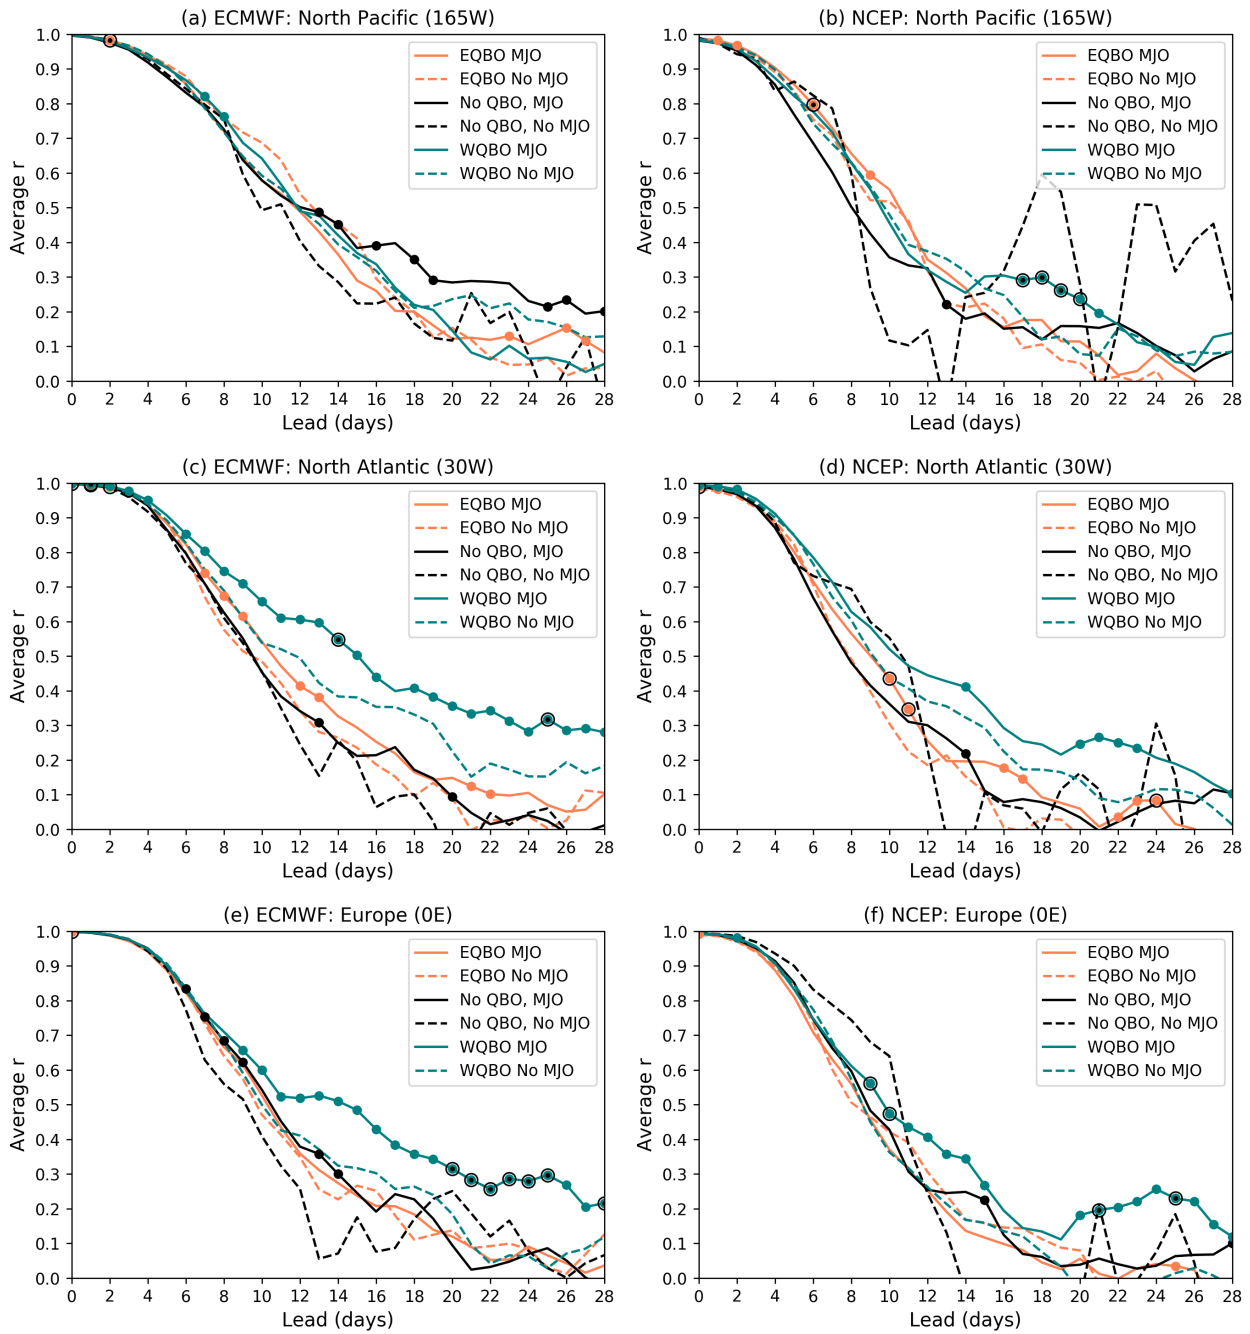 (a) ECMWF: North Pacific (165W)
1.0
0.9
0.8
0.7
0.6
0.5
0.4
0.3
0.2
0.1
0.0
Average r
EQBO MJO
EQBO No MJO
No QBO, MJO
No QBO, No MJO
WQBO MJO
WQBO No MJO
0 2 4 6 8 10 12 14 16 18 20 22 24 26 28
Lead (days)
(b) NCEP: North Pacific (165W)
1.0
0.9
0.8
0.7
0.6
0.5
0.4
0.3
0.2
0.1
0.0
Average r
EQBO MJO
EQBO No MJO
No QBO, MJO
No QBO, No MJO
WQBO MJO
WQBO No MJO
0 2 4 6 8 10 12 14 16 18 20 22 24 26 28
Lead (days)
(c) ECMWF: North Atlantic (30W)
1.0
0.9
0.8
0.7
0.6
0.5
0.4
0.3
0.2
0.1
0.0
Average r
EQBO MJO
EQBO No MJO
No QBO, MJO
No QBO, No MJO
WQBO MJO
WQBO No MJO
0 2 4 6 8 10 12 14 16 18 20 22 24 26 28
Lead (days)
(d) NCEP: North Atlantic (30W)
1.0
0.9
0.8
0.7
0.6
0.5
0.4
0.3
0.2
0.1
0.0
Average r
EQBO MJO
EQBO No MJO
No QBO, MJO
No QBO, No MJO
WQBO MJO
WQBO No MJO
0 2 4 6 8 10 12 14 16 18 20 22 24 26 28
Lead (days)
(e) ECMWF: Europe (0E)
1.0
0.9
0.8
0.7
0.6
0.5
0.4
0.3
0.2
0.1
0.0
Average r
EQBO MJO
EQBO No MJO
No QBO, MJO
No QBO, No MJO
WQBO MJO
WQBO No MJO
0 2 4 6 8 10 12 14 16 18 20 22 24 26 28
Lead (days)
(f) NCEP: Europe (0E)
1.0
0.9
0.8
0.7
0.6
0.5
0.4
0.3
0.2
0.1
0.0
Average r
EQBO MJO
EQBO No MJO
No QBO, MJO
No QBO, No MJO
WQBO MJO
WQBO No MJO
0 2 4 6 8 10 12 14 16 18 20 22 24 26 28
Lead (days)